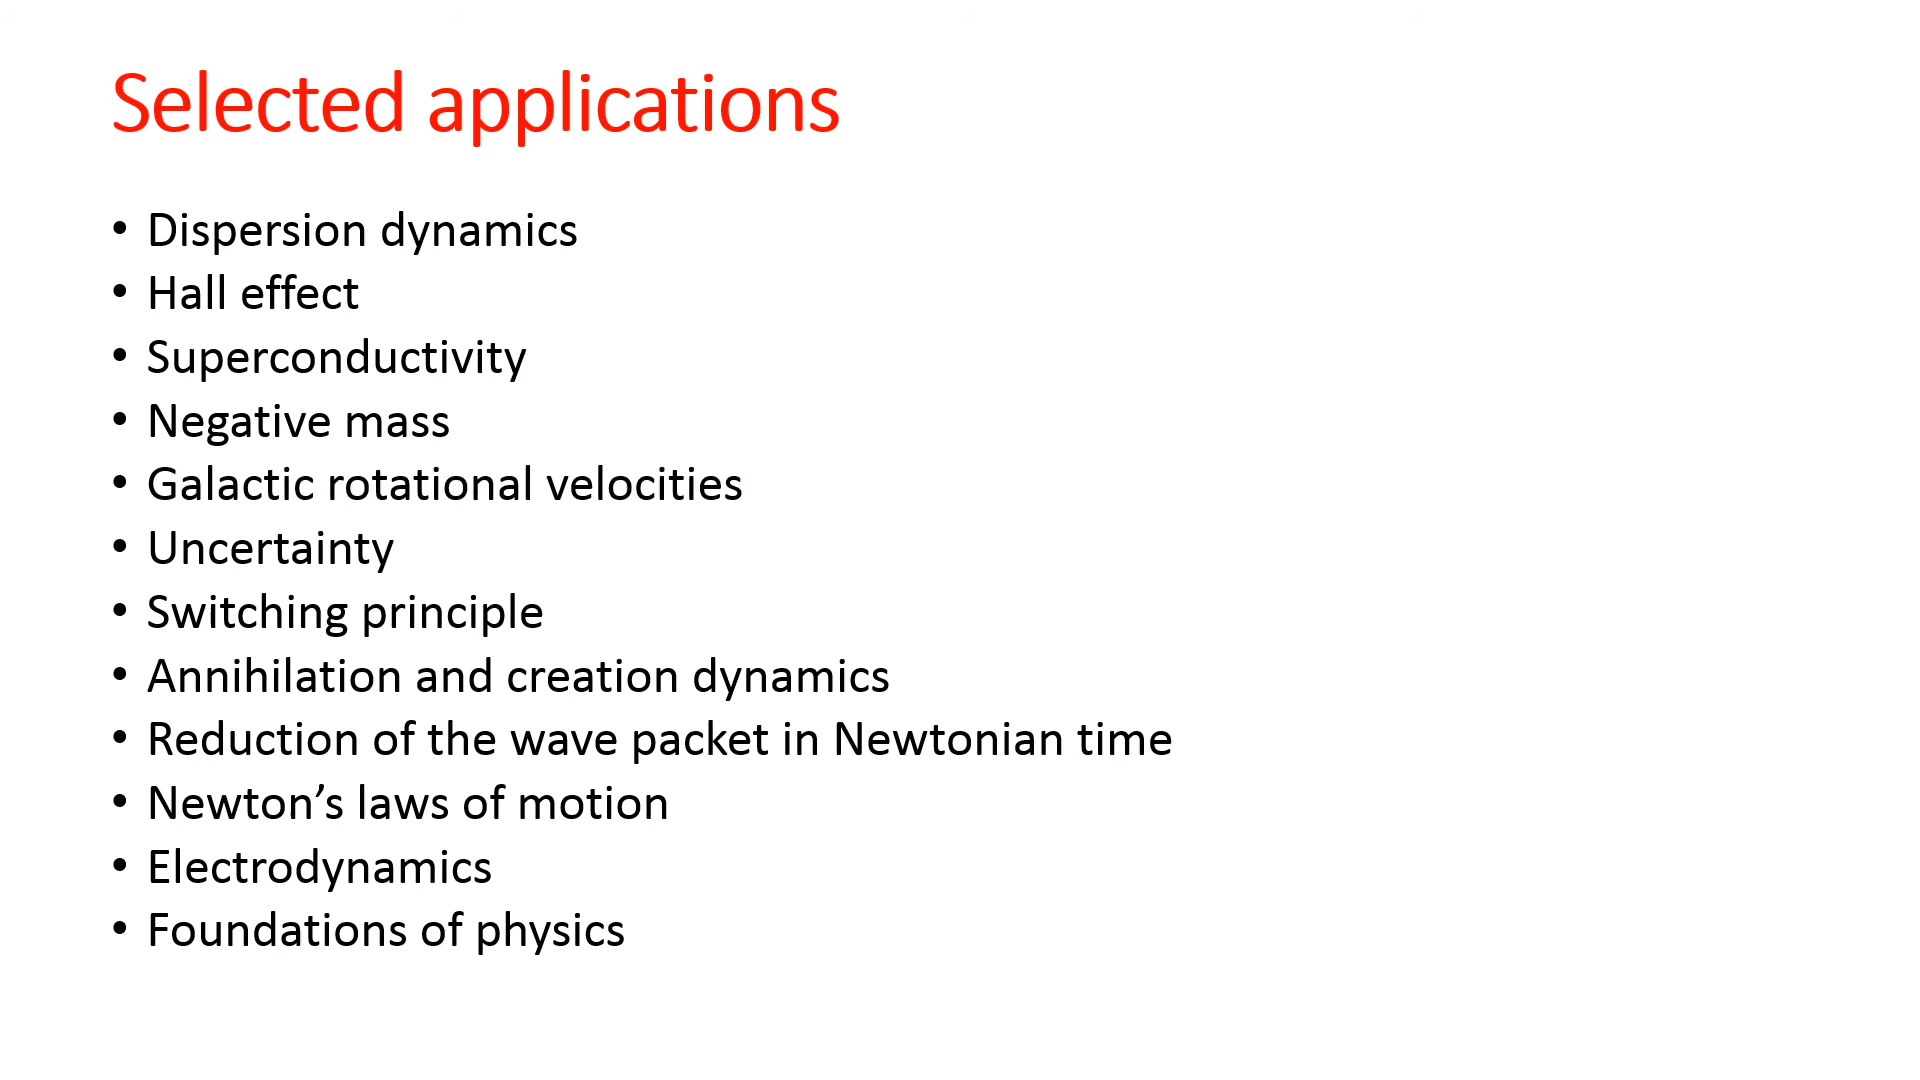 Selected applications
• Dispersion dynamics
• Hall effect
• Superconductivity
• Negative mass
• Galactic rotational velocities
• Uncertainty
• Switching principle
• Annihilation and creation dynamics
• Reduction of the wave packet in Newtonian time
• Newton’s laws of motion
• Electrodynamics
• Foundations of physics